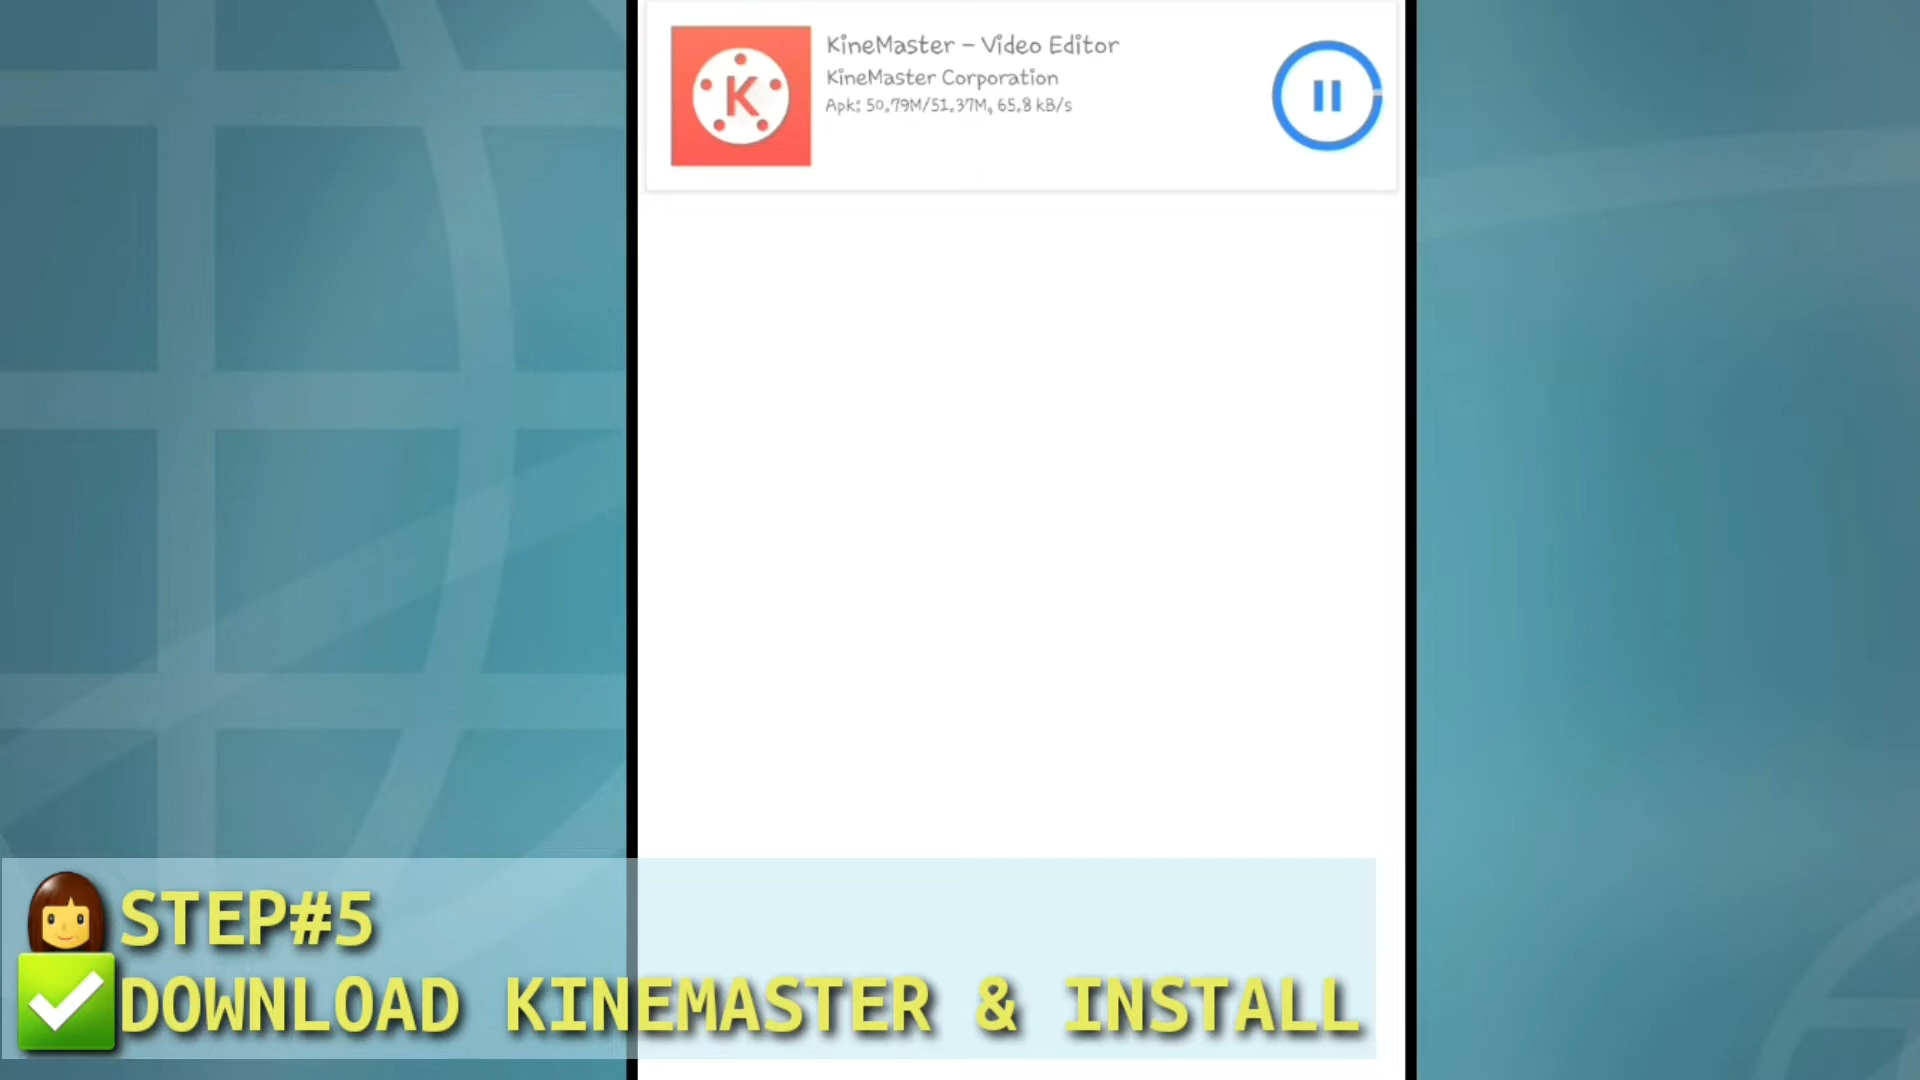 KineMaster – Video Editor
KineMaster Corporation
Apk: 50.79M/51.37M, 65.8 kB/s
K
STEP#5
DOWNLOAD KINEMASTER & INSTALL